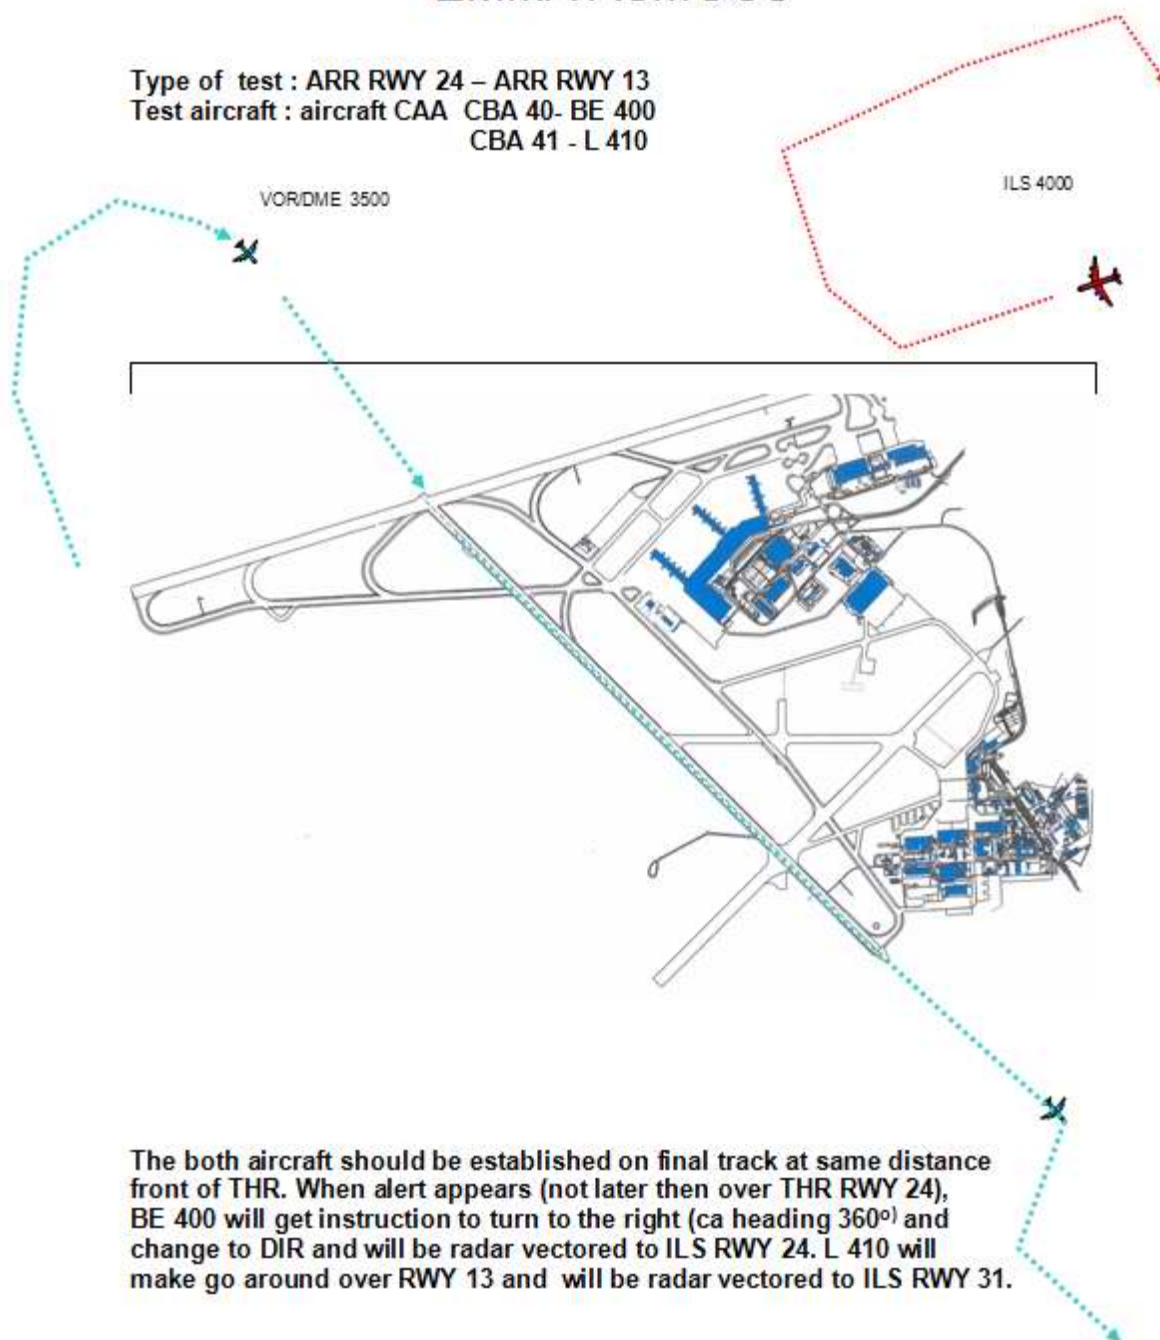 Type of test : ARR RWY 24 – ARR RWY 13
Test aircraft : aircraft CAA CBA 40- BE 400
CBA 41 - L 410
VOR/DME 3500
ILS 4000
The both aircraft should be established on final track at same distance
front of THR. When alert appears (not later then over THR RWY 24),
BE 400 will get instruction to turn to the right (ca heading 360º) and
change to DIR and will be radar vectored to ILS RWY 24. L 410 will
make go around over RWY 13 and will be radar vectored to ILS RWY 31.